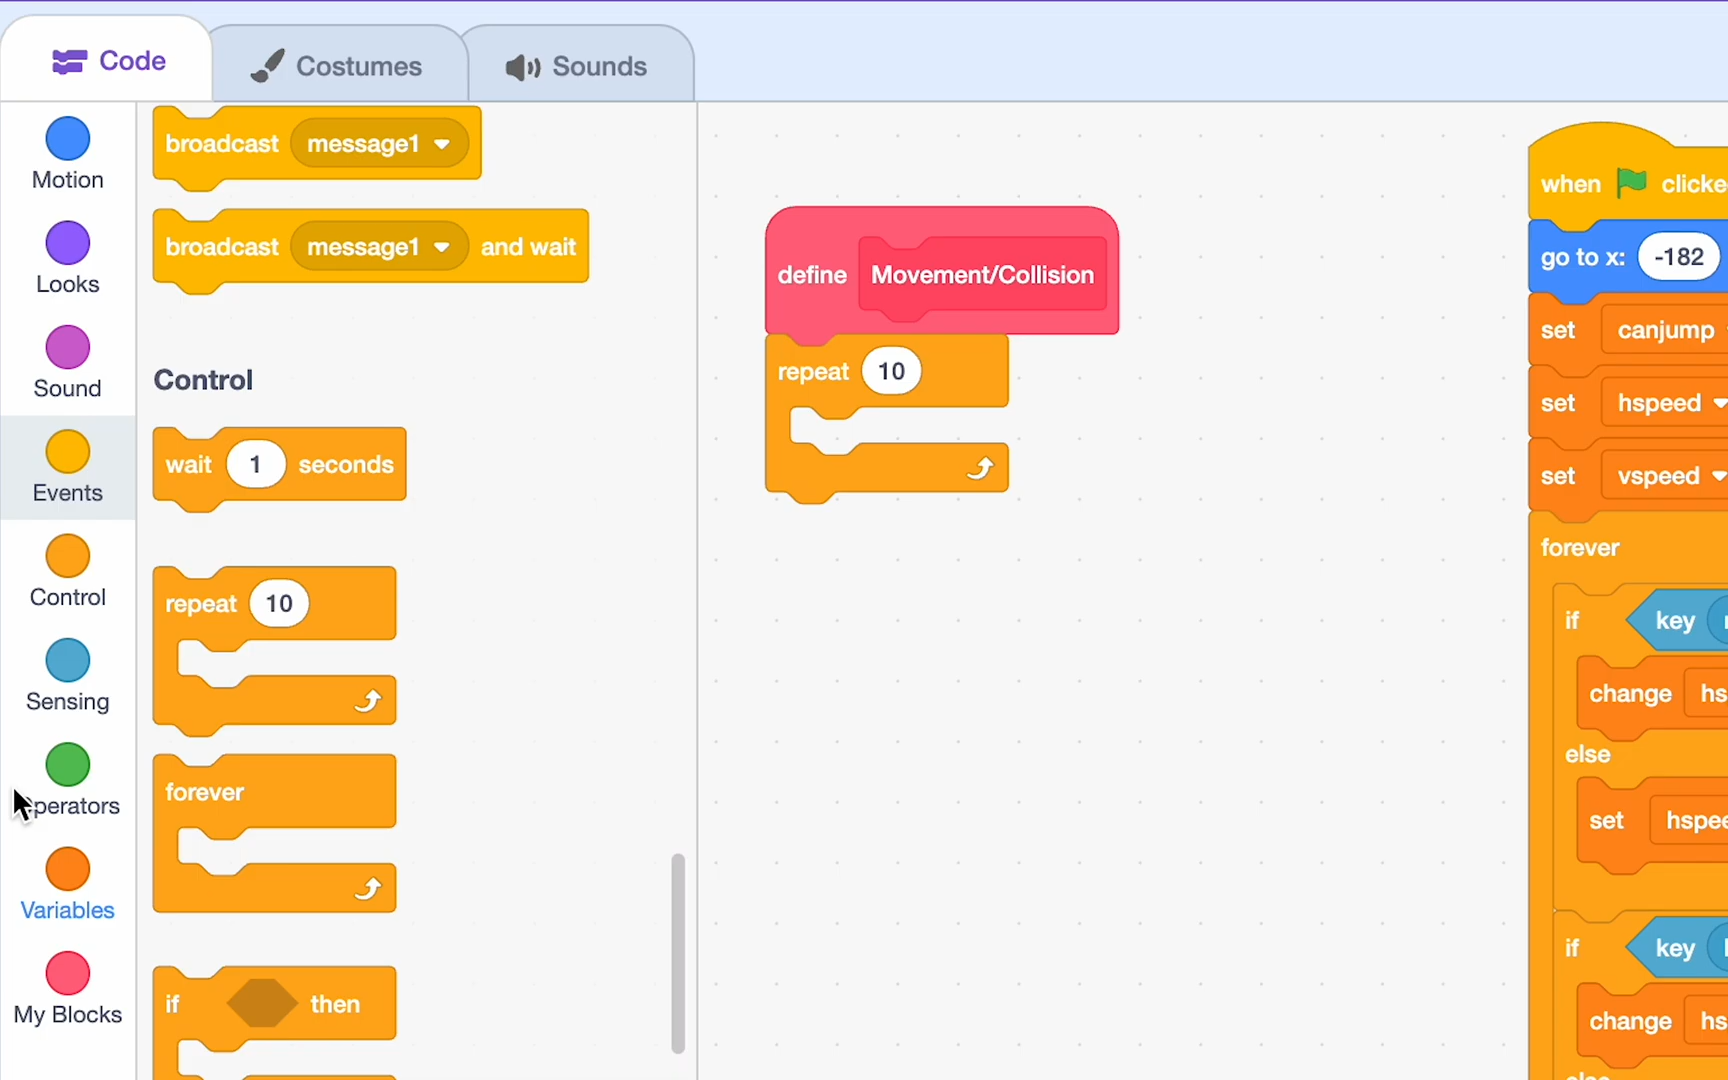 Code
Costumes
Sounds
Motion
Looks
Sound
Events
Control
Sensing
perators
Variables
My Blocks
broadcast message1
broadcast message1 and wait
Control
wait 1 seconds
repeat 10
forever
if then
define Movement/Collision
repeat 10
when clicke
go to x: -182
set canjump
set hspeed
set vspeed
forever
if key
change hs
else
set hspee
if key
change hs
else